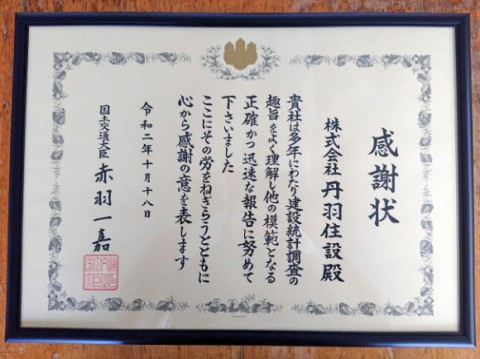 感謝状
株式会社 丹羽住設殿
貴社は多年にわたり建設統計調査の
趣旨をよく理解し他の模範となる
正確かつ迅速な報告に努めて
下さいました
ここにその労をねぎらうとともに
心から感謝の意を表します
令和二年十月十八日
国土交通大臣 赤羽一嘉